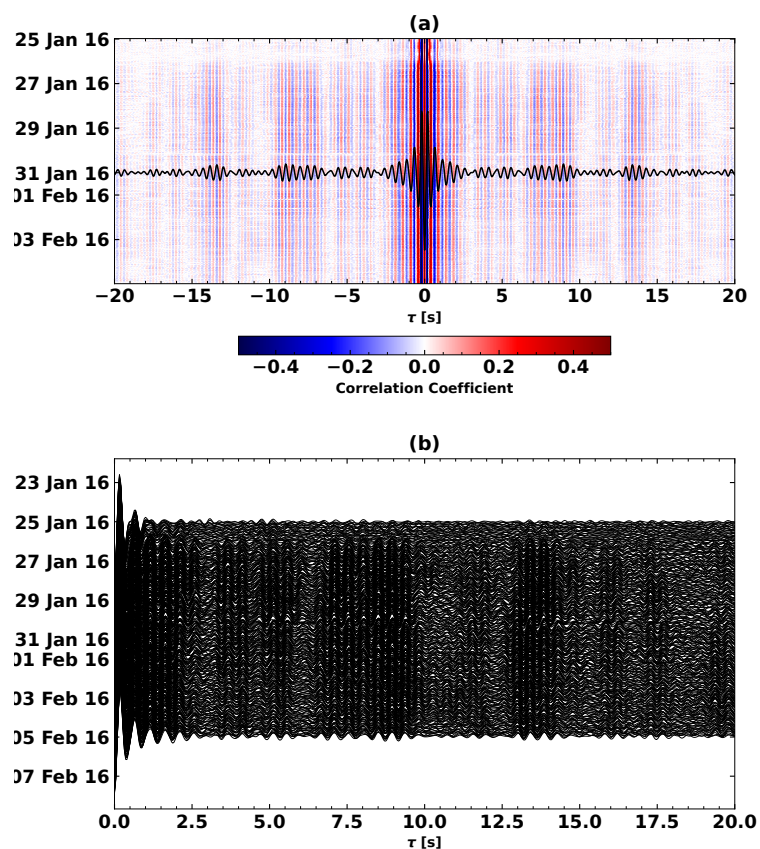 (a)
25 Jan 16
27 Jan 16
29 Jan 16
31 Jan 16
01 Feb 16
03 Feb 16
−20 −15 −10 −5 0 5 10 15 20
τ [s]
−0.4 −0.2 0.0 0.2 0.4
Correlation Coefficient
(b)
23 Jan 16
25 Jan 16
27 Jan 16
29 Jan 16
31 Jan 16
01 Feb 16
03 Feb 16
05 Feb 16
07 Feb 16
0.0 2.5 5.0 7.5 10.0 12.5 15.0 17.5 20.0
τ [s]